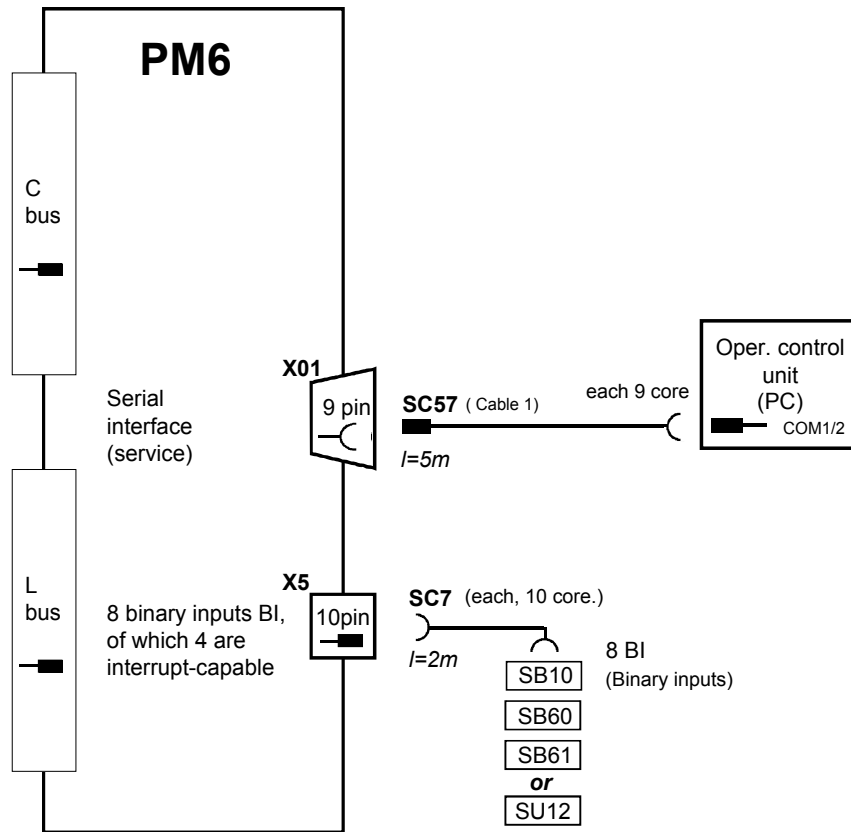 PM6
C
bus
X01
9 pin
Serial
interface
(service)
SC57 ( Cable 1)
l=5m
each 9 core
Oper. control
unit
(PC)
COM1/2
L
bus
X5
10pin
8 binary inputs BI,
of which 4 are
interrupt-capable
SC7 (each, 10 core.)
l=2m
8 BI
(Binary inputs)
SB10
SB60
SB61
or
SU12